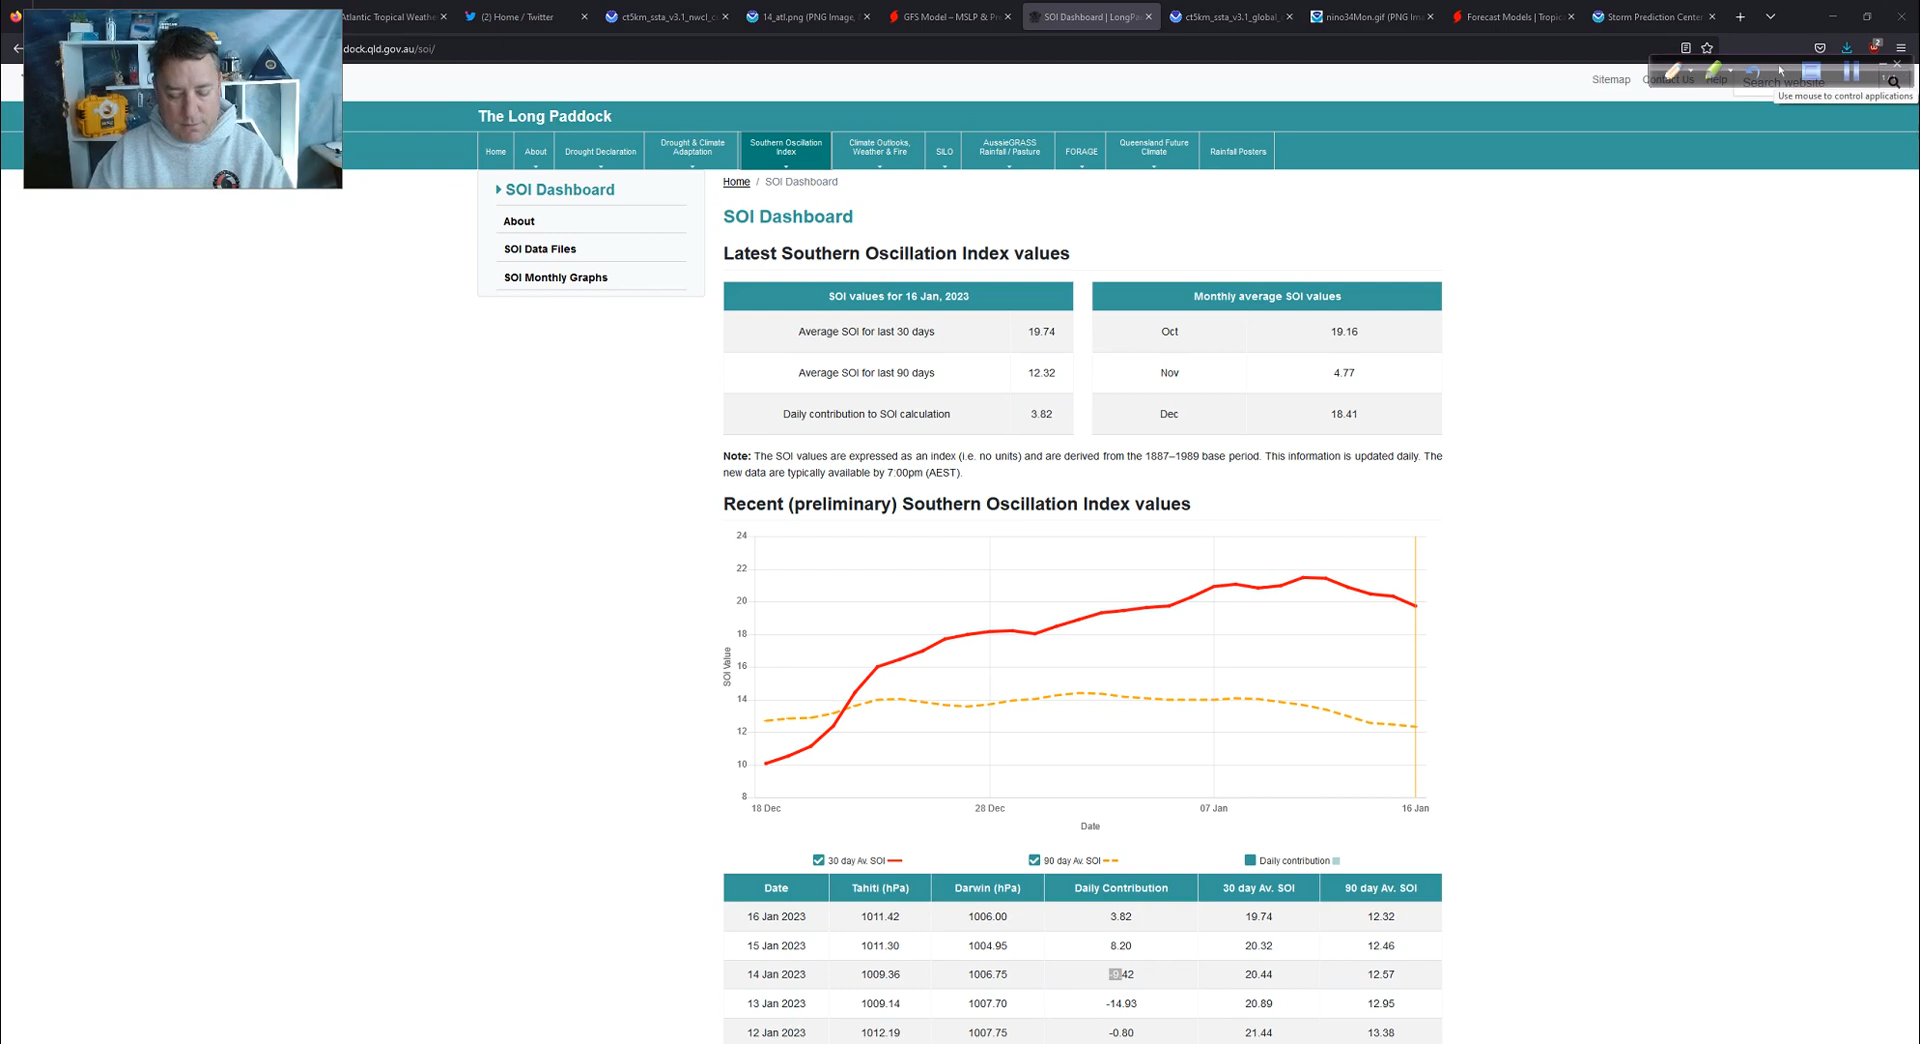 Atlantic Tropical Weathe
(2) Home / Twitter
ct5km_ssta_v3.1_nwcl_c
14_atl.png (PNG Image,
GFS Model – MSLP & Pr
SOI Dashboard | LongPa
ct5km_ssta_v3.1_global_
nino34Mon.gif (PNG Ima
Forecast Models | Tropic
Storm Prediction Center
dock.qld.gov.au/soi/
2
Sitemap
Contact Us
Help
Search website
Use mouse to control applications
The Long Paddock
Home
About
Drought Declaration
Drought & Climate
Adaptation
Southern Oscillation
Index
Climate Outlooks,
Weather & Fire
SILO
AussieGRASS
Rainfall / Pasture
FORAGE
Queensland Future
Climate
Rainfall Posters
SOI Dashboard
About
SOI Data Files
SOI Monthly Graphs
Home / SOI Dashboard
SOI Dashboard
Latest Southern Oscillation Index values
SOI values for 16 Jan, 2023
Average SOI for last 30 days 19.74
Average SOI for last 90 days 12.32
Daily contribution to SOI calculation 3.82
Monthly average SOI values
Oct 19.16
Nov 4.77
Dec 18.41
Note: The SOI values are expressed as an index (i.e. no units) and are derived from the 1887–1989 base period. This information is updated daily. The
new data are typically available by 7:00pm (AEST).
Recent (preliminary) Southern Oscillation Index values
24
22
20
18
16
14
12
10
8
SOI Value
18 Dec 28 Dec 07 Jan 16 Jan
Date
30 day Av. SOI
90 day Av. SOI
Daily contribution
Date Tahiti (hPa) Darwin (hPa) Daily Contribution 30 day Av. SOI 90 day Av. SOI
16 Jan 2023 1011.42 1006.00 3.82 19.74 12.32
15 Jan 2023 1011.30 1004.95 8.20 20.32 12.46
14 Jan 2023 1009.36 1006.75 -9.42 20.44 12.57
13 Jan 2023 1009.14 1007.70 -14.93 20.89 12.95
12 Jan 2023 1012.19 1007.75 -0.80 21.44 13.38